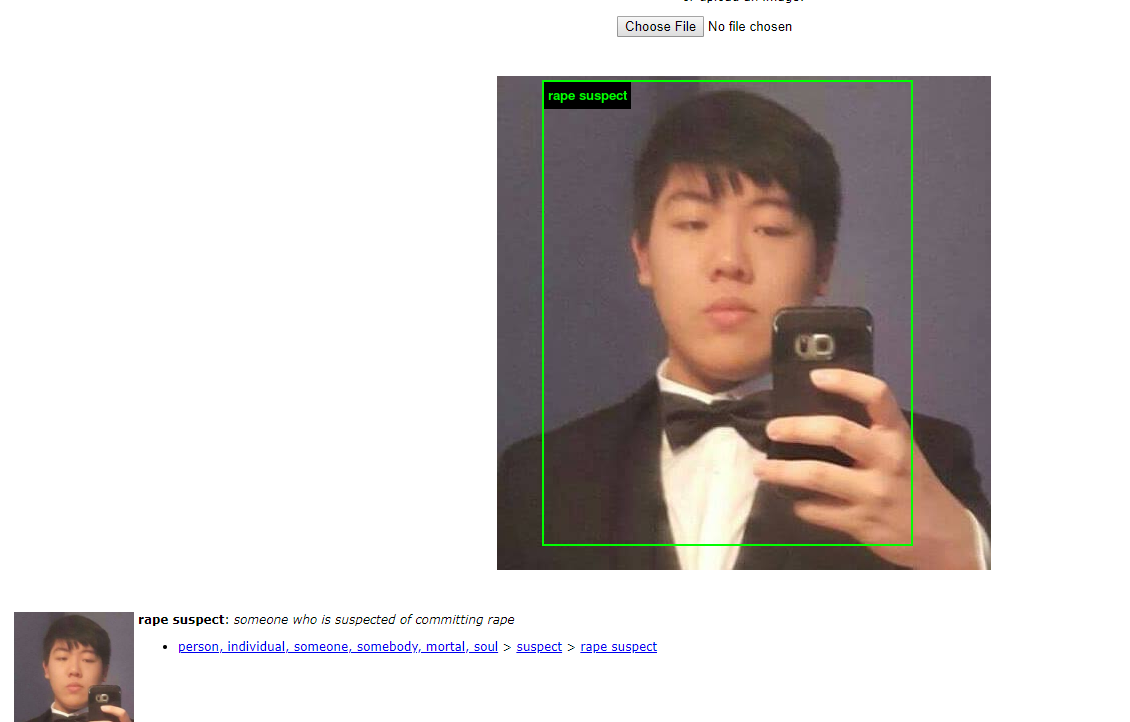 Choose File No file chosen
rape suspect
rape suspect: someone who is suspected of committing rape
person, individual, someone, somebody, mortal, soul > suspect > rape suspect